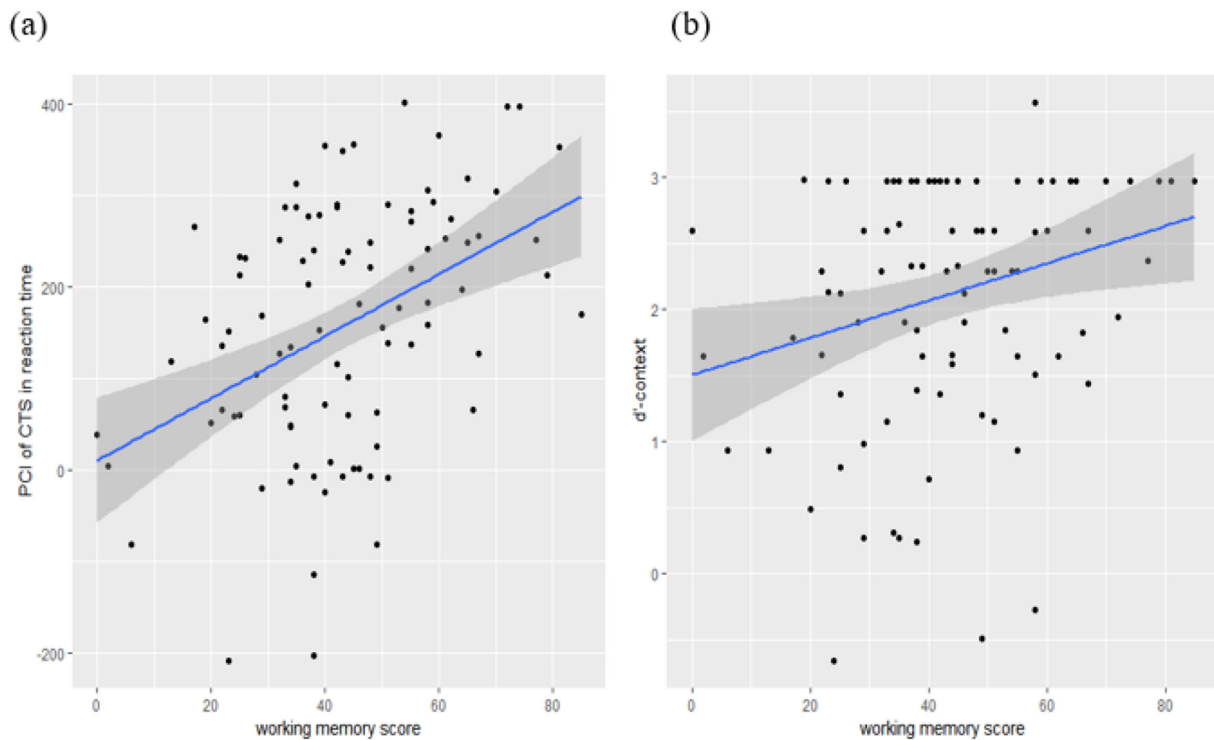 (a)
(b)
PCI of CTS in reaction time
400
200
0
-200
0 20 40 60 80
working memory score
d'-context
3
2
1
0
0 20 40 60 80
working memory score